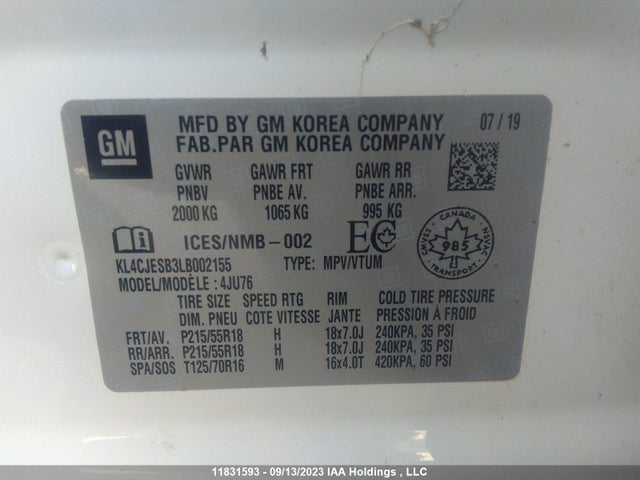 GM
MFD BY GM KOREA COMPANY 07 / 19
FAB.PAR GM KOREA COMPANY
GVWR GAWR FRT GAWR RR
PNBV PNBE AV. PNBE ARR.
2000 KG 1065 KG 995 KG
ICES/NMB-002 EC
CANADA CMVSS NSVAC 985 TRANSPORT
KL4CJESB3LB002155 TYPE: MPV/VTUM
MODEL/MODÈLE : 4JU76
TIRE SIZE SPEED RTG RIM COLD TIRE PRESSURE
DIM. PNEU COTE VITESSE JANTE PRESSION À FROID
FRT/AV. P215/55R18 H 18x7.0J 240KPA, 35 PSI
RR/ARR. P215/55R18 H 18x7.0J 240KPA, 35 PSI
SPA/SOS T125/70R16 M 16x4.0T 420KPA, 60 PSI
11831593 - 09/13/2023 IAA Holdings , LLC